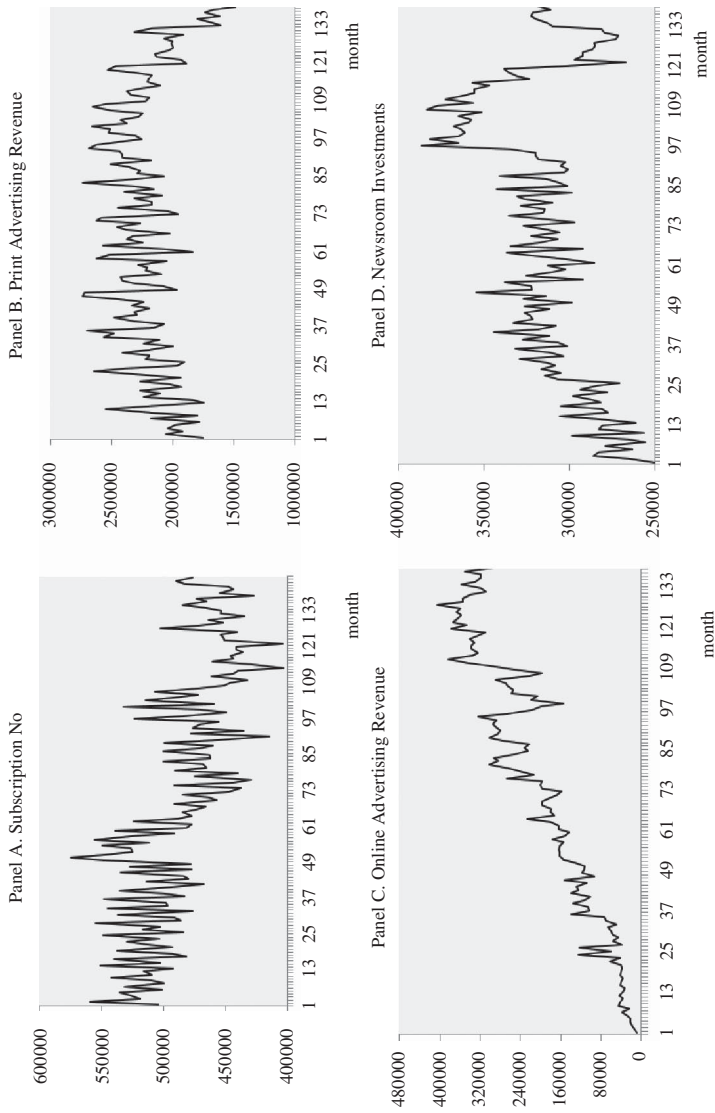 Panel A. Subscription No
600000
550000
500000
450000
400000
1 13 25 37 49 61 73 85 97 109 121 133
month
Panel B. Print Advertising Revenue
3000000
2500000
2000000
1500000
1000000
1 13 25 37 49 61 73 85 97 109 121 133
month
Panel C. Online Advertising Revenue
480000
400000
320000
240000
160000
80000
0
1 13 25 37 49 61 73 85 97 109 121 133
month
Panel D. Newsroom Investments
400000
350000
300000
250000
1 13 25 37 49 61 73 85 97 109 121 133
month